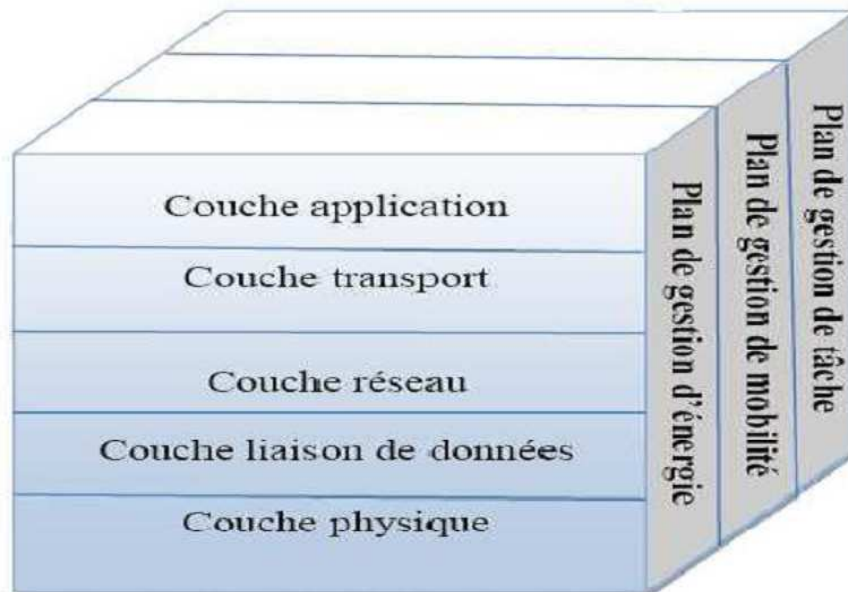 Couche application
Couche transport
Couche réseau
Couche liaison de données
Couche physique
Plan de gestion d'énergie
Plan de gestion de mobilité
Plan de gestion de tâche